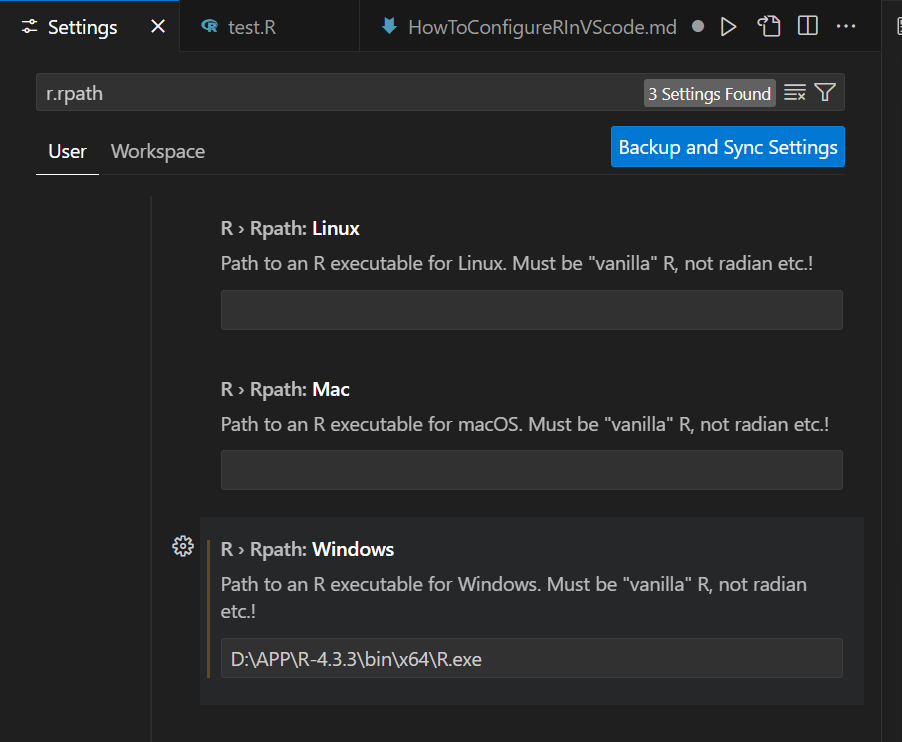 Settings
test.R
HowToConfigureRInVScode.md
r.rpath
3 Settings Found
User
Workspace
Backup and Sync Settings
R › Rpath: Linux
Path to an R executable for Linux. Must be "vanilla" R, not radian etc.!
R › Rpath: Mac
Path to an R executable for macOS. Must be "vanilla" R, not radian etc.!
R › Rpath: Windows
Path to an R executable for Windows. Must be "vanilla" R, not radian
etc.!
D:\APP\R-4.3.3\bin\x64\R.exe